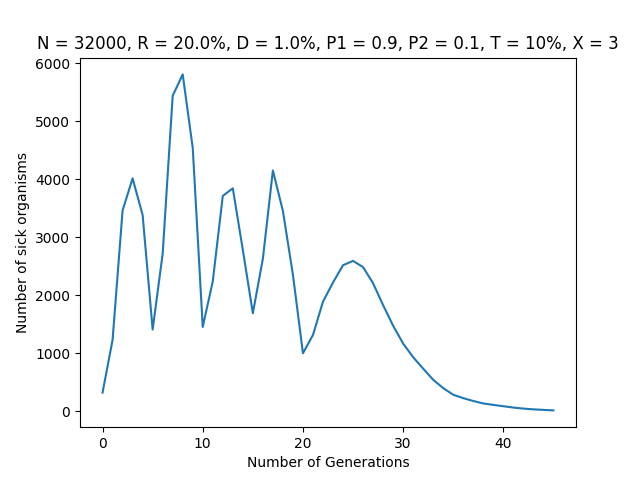 N = 32000, R = 20.0%, D = 1.0%, P1 = 0.9, P2 = 0.1, T = 10%, X = 3
6000
5000
4000
3000
2000
1000
0
Number of sick organisms
0 10 20 30 40
Number of Generations